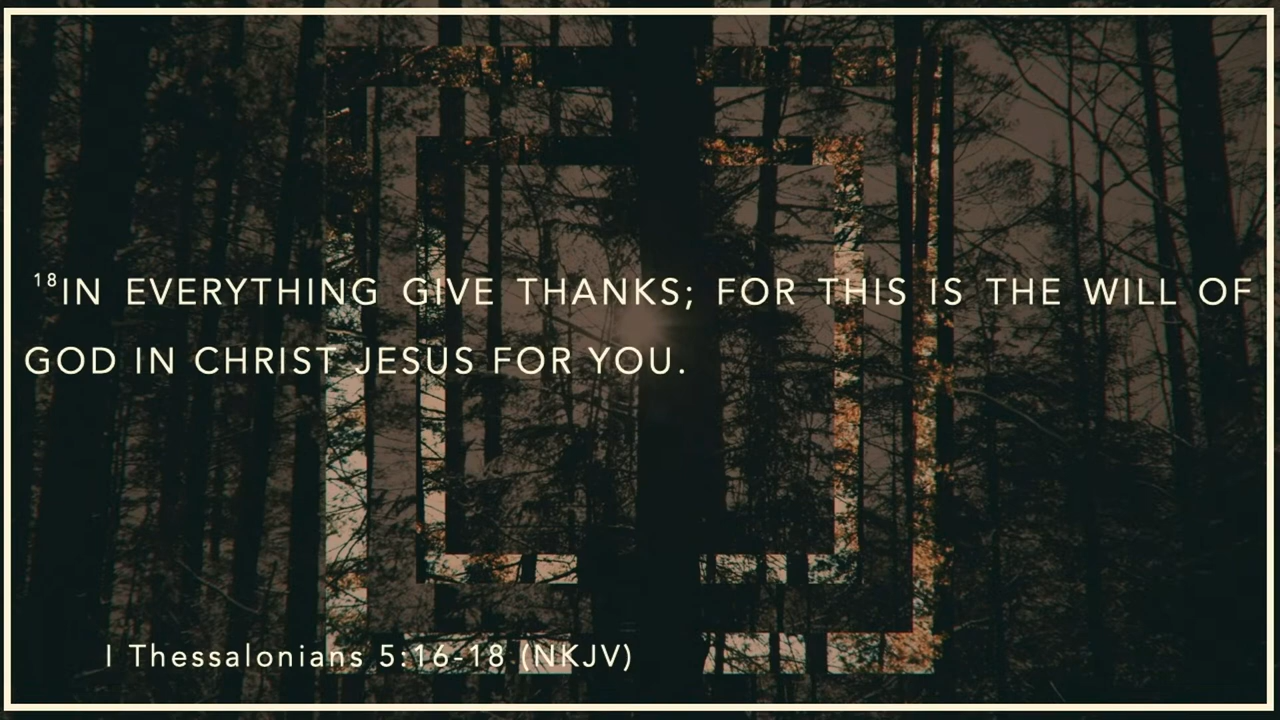 18IN EVERYTHING GIVE THANKS; FOR THIS IS THE WILL OF
GOD IN CHRIST JESUS FOR YOU.
I Thessalonians 5:16-18 (NKJV)